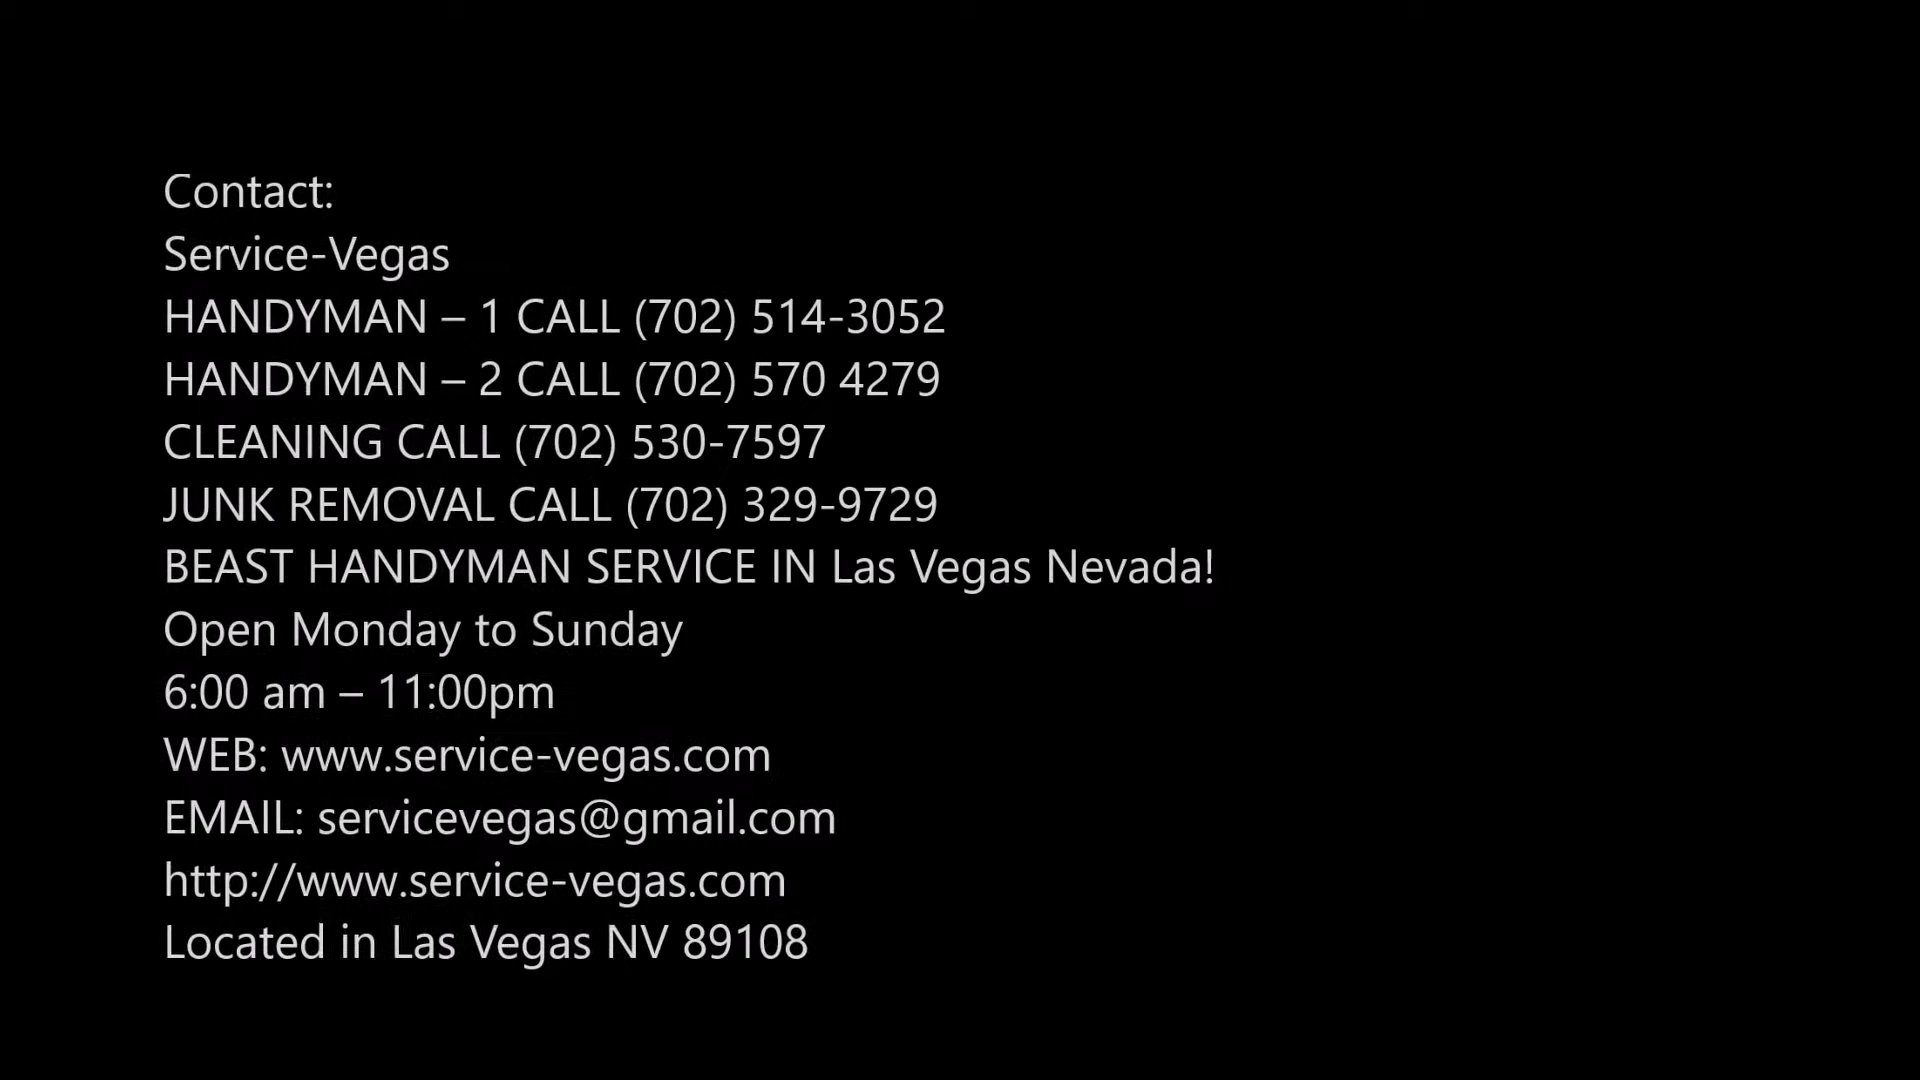 Contact:
Service-Vegas
HANDYMAN – 1 CALL (702) 514-3052
HANDYMAN – 2 CALL (702) 570 4279
CLEANING CALL (702) 530-7597
JUNK REMOVAL CALL (702) 329-9729
BEAST HANDYMAN SERVICE IN Las Vegas Nevada!
Open Monday to Sunday
6:00 am – 11:00pm
WEB: www.service-vegas.com
EMAIL: servicevegas@gmail.com
http://www.service-vegas.com
Located in Las Vegas NV 89108